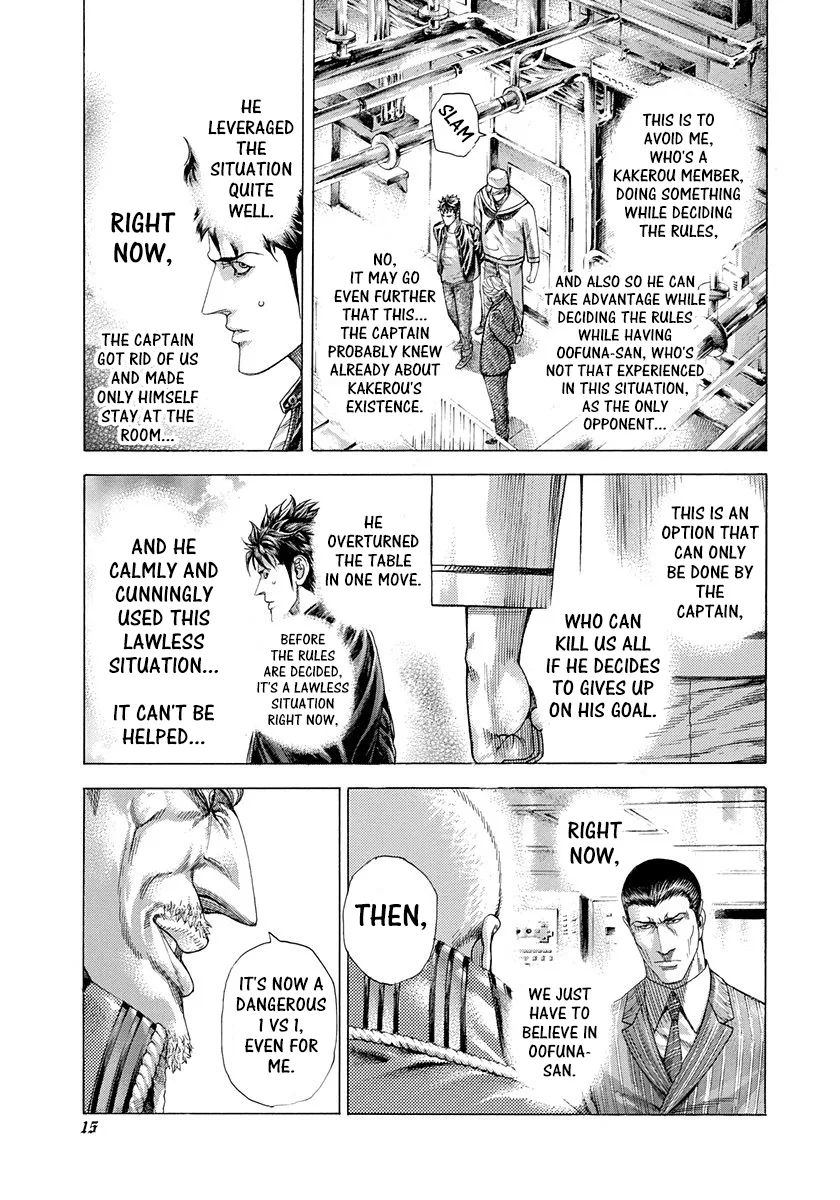 SLAM
THIS IS TO
AVOID ME,
WHO'S A
KAKEROU MEMBER,
DOING SOMETHING
WHILE DECIDING
THE RULES,
AND ALSO SO HE CAN
TAKE ADVANTAGE WHILE
DECIDING THE RULES
WHILE HAVING
OOFUNA-SAN, WHO'S
NOT THAT EXPERIENCED
IN THIS SITUATION,
AS THE ONLY
OPPONENT...
NO,
IT MAY GO
EVEN FURTHER
THAT THIS...
THE CAPTAIN
PROBABLY KNEW
ALREADY ABOUT
KAKEROU'S
EXISTENCE.
HE
LEVERAGED
THE
SITUATION
QUITE
WELL.
RIGHT
NOW,
THE CAPTAIN
GOT RID OF US
AND MADE
ONLY HIMSELF
STAY AT THE
ROOM...
THIS IS AN
OPTION THAT
CAN ONLY
BE DONE BY
THE
CAPTAIN,
WHO CAN
KILL US ALL
IF HE DECIDES
TO GIVES UP
ON HIS GOAL.
HE
OVERTURNED
THE TABLE
IN ONE MOVE.
BEFORE
THE RULES
ARE DECIDED,
IT'S A LAWLESS
SITUATION
RIGHT NOW,
AND HE
CALMLY AND
CUNNINGLY
USED THIS
LAWLESS
SITUATION...
IT CAN'T BE
HELPED...
RIGHT
NOW,
WE JUST
HAVE TO
BELIEVE IN
OOFUNA-
SAN.
THEN,
IT'S NOW A
DANGEROUS
1 VS 1,
EVEN FOR
ME.
15